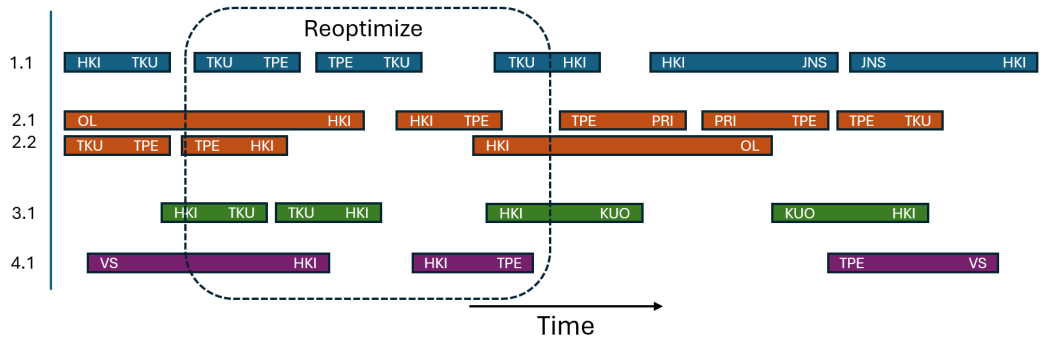 Reoptimize
1.1 HKI TKU TKU TPE TPE TKU TKU HKI HKI JNS JNS HKI
2.1 OL HKI HKI TPE TPE PRI PRI TPE TPE TKU
2.2 TKU TPE TPE HKI HKI OL
3.1 HKI TKU TKU HKI HKI KUO KUO HKI
4.1 VS HKI HKI TPE TPE VS
Time